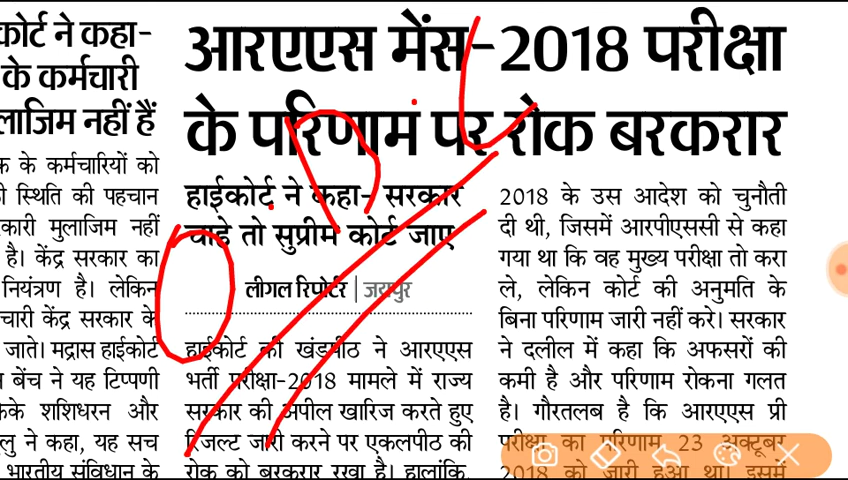 कोर्ट ने कहा-
के कर्मचारी
लाजिम नहीं हैं
के कर्मचारियों को
स्थिति की पहचान
कारी मुलाजिम नहीं
है। केंद्र सरकार का
नियंत्रण है। लेकिन
चारी केंद्र सरकार के
जाते। मद्रास हाईकोर्ट
बेंच ने यह टिप्पणी
के शशिधरन और
ने कहा, यह सच
भारतीय संविधान के
आरएएस मेंस-2018 परीक्षा
के परिणाम पर रोक बरकरार
हाईकोर्ट ने कहा- सरकार
चाहे तो सुप्रीम कोर्ट जाए
लीगल रिपोर्टर | जयपुर
हाईकोर्ट की खंडपीठ ने आरएएस
भर्ती परीक्षा-2018 मामले में राज्य
सरकार की अपील खारिज करते हुए
रिजल्ट जारी करने पर एकलपीठ की
रोक को बरकरार रखा है। हालांकि,
2018 के उस आदेश को चुनौती
दी थी, जिसमें आरपीएससी से कहा
गया था कि वह मुख्य परीक्षा तो करा
ले, लेकिन कोर्ट की अनुमति के
बिना परिणाम जारी नहीं करे। सरकार
ने दलील में कहा कि अफसरों की
कमी है और परिणाम रोकना गलत
है। गौरतलब है कि आरएएस प्री
परीक्षा का परिणाम 23 अक्टूबर
2018 को जारी हुआ था। इसमें